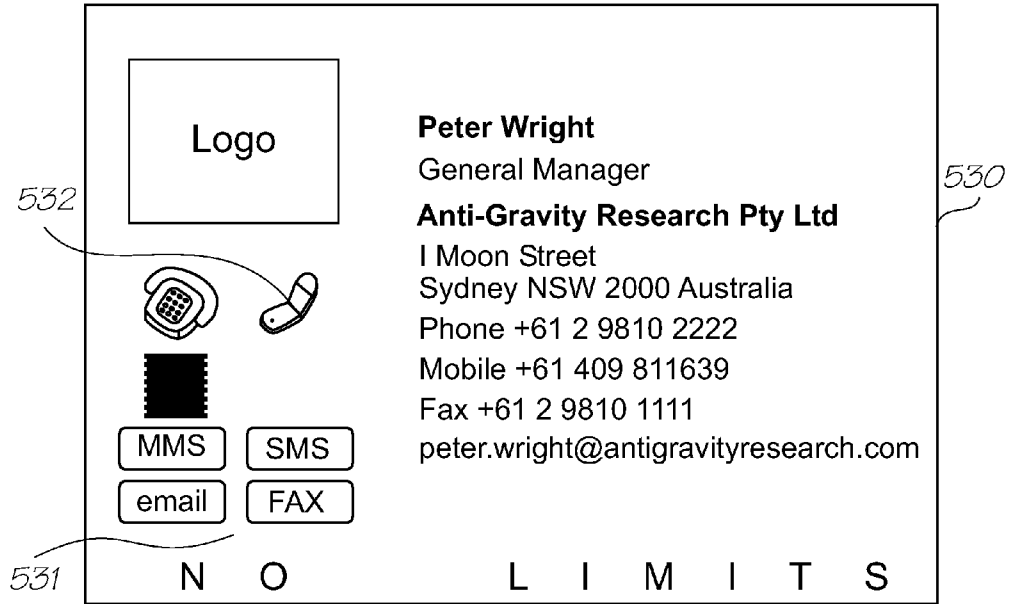 Logo
532
MMS SMS
email FAX
531
Peter Wright
General Manager
Anti-Gravity Research Pty Ltd
I Moon Street
Sydney NSW 2000 Australia
Phone +61 2 9810 2222
Mobile +61 409 811639
Fax +61 2 9810 1111
peter.wright@antigravityresearch.com
530
NO LIMITS